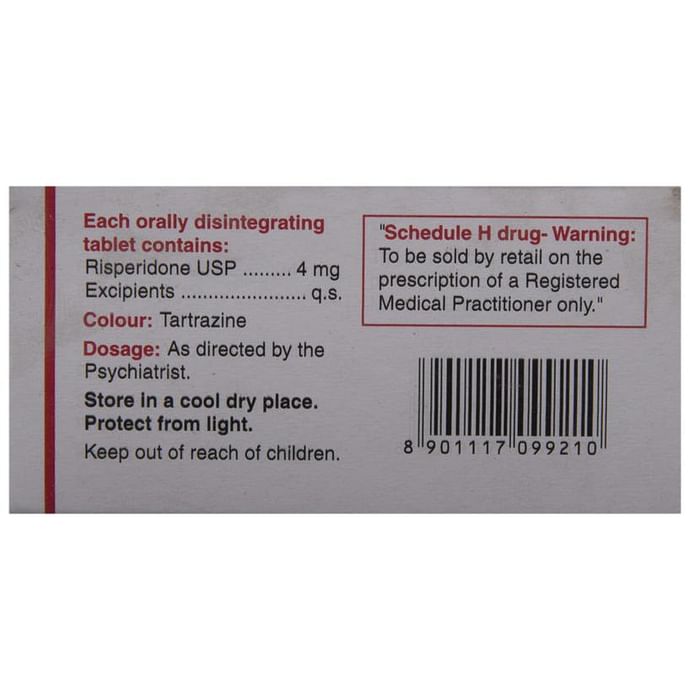 Each orally disintegrating
tablet contains:
Risperidone USP ......... 4 mg
Excipients ....................... q.s.
Colour: Tartrazine
Dosage: As directed by the
Psychiatrist.
Store in a cool dry place.
Protect from light.
Keep out of reach of children.
"Schedule H drug- Warning:
To be sold by retail on the
prescription of a Registered
Medical Practitioner only."
8 901117 099210